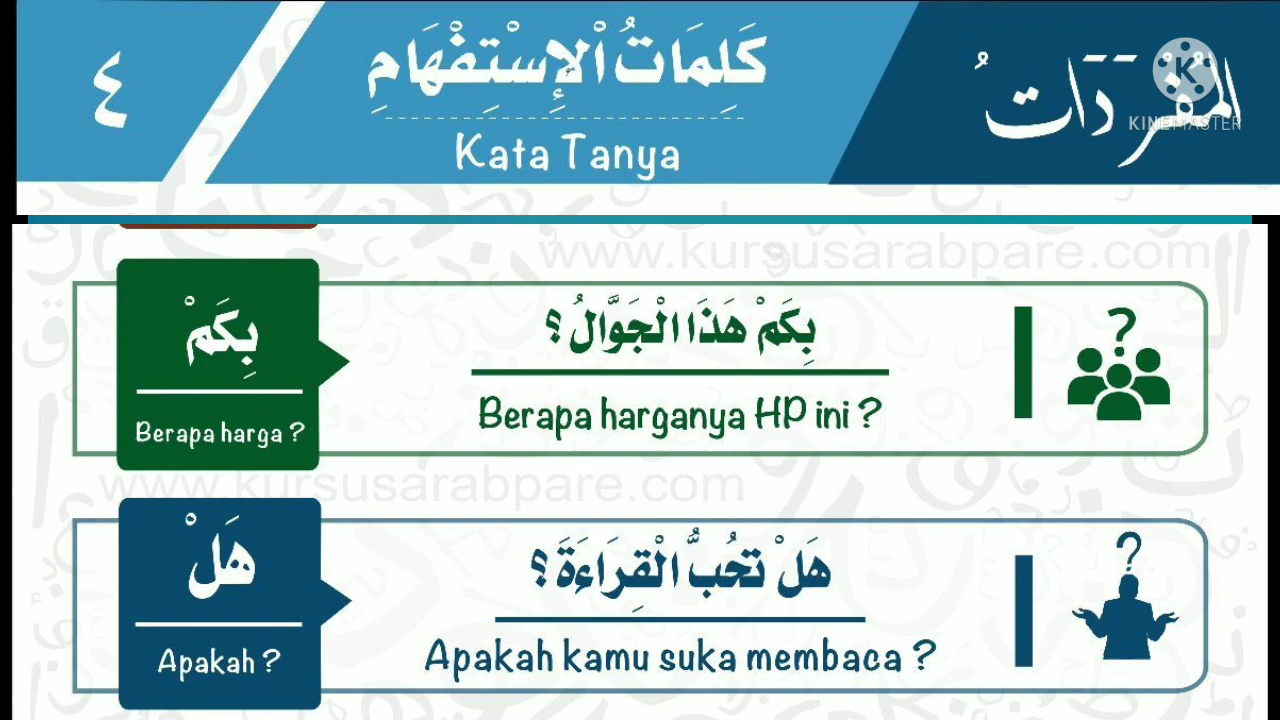 المُفْرَدَاتُ
KINEMASTER
كَلِمَاتُ اْلإِسْتِفْهَامِ
Kata Tanya
٤
www.kursusarabpare.com
بِكَمْ
Berapa harga ?
بِكَمْ هَذَا الْجَوَّالُ ؟
Berapa harganya HP ini ?
www.kursusarabpare.com
هَلْ
Apakah ?
هَلْ تَحُبُّ الْقِرَاءَةَ ؟
Apakah kamu suka membaca ?